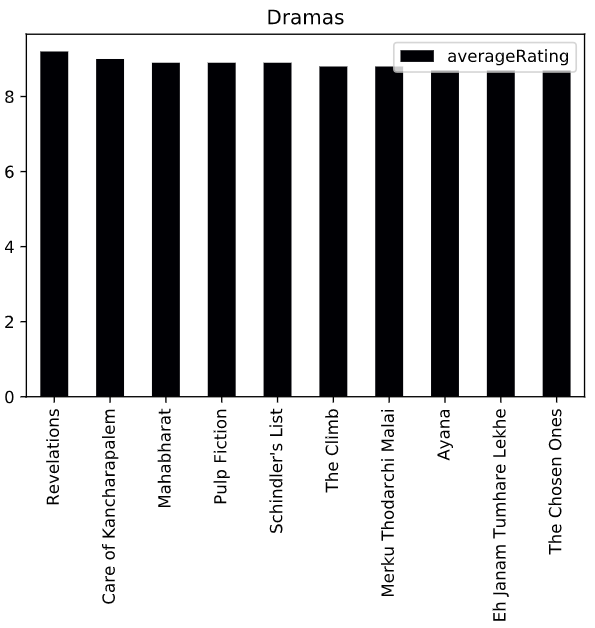 Dramas
averageRating
8
6
4
2
0
Revelations
Care of Kancharapalem
Mahabharat
Pulp Fiction
Schindler's List
The Climb
Merku Thodarchi Malai
Ayana
Eh Janam Tumhare Lekhe
The Chosen Ones